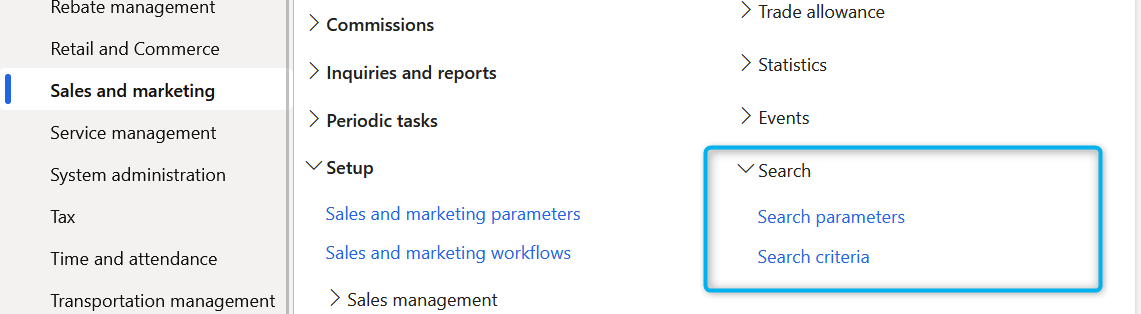 Rebate management
Retail and Commerce
Sales and marketing
Service management
System administration
Tax
Time and attendance
Transportation management
Commissions
Inquiries and reports
Periodic tasks
Setup
Sales and marketing parameters
Sales and marketing workflows
Sales management
Trade allowance
Statistics
Events
Search
Search parameters
Search criteria